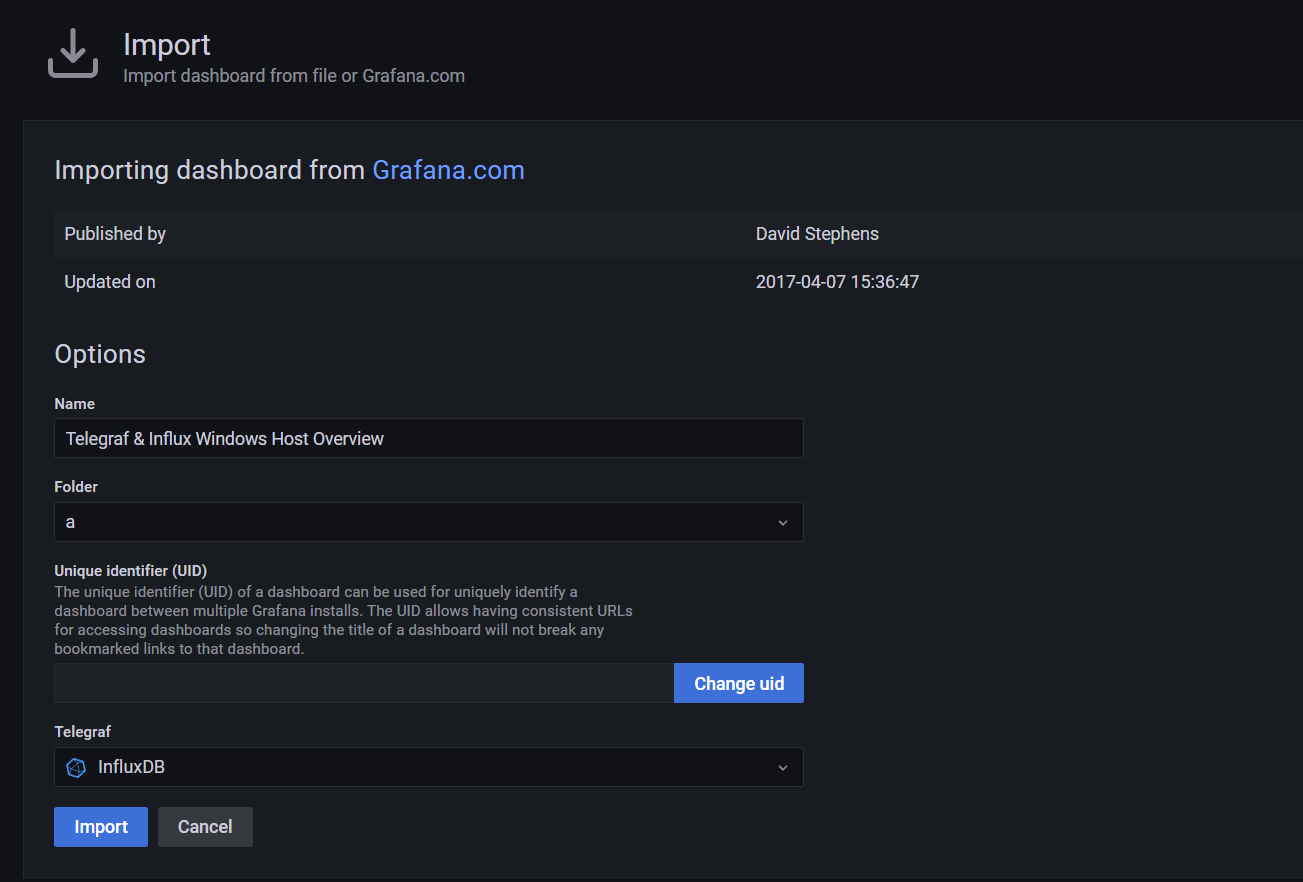 Import
Import dashboard from file or Grafana.com
Importing dashboard from Grafana.com
Published by David Stephens
Updated on 2017-04-07 15:36:47
Options
Name
Telegraf & Influx Windows Host Overview
Folder
a
Unique identifier (UID)
The unique identifier (UID) of a dashboard can be used for uniquely identify a
dashboard between multiple Grafana installs. The UID allows having consistent URLs
for accessing dashboards so changing the title of a dashboard will not break any
bookmarked links to that dashboard.
Change uid
Telegraf
InfluxDB
Import Cancel